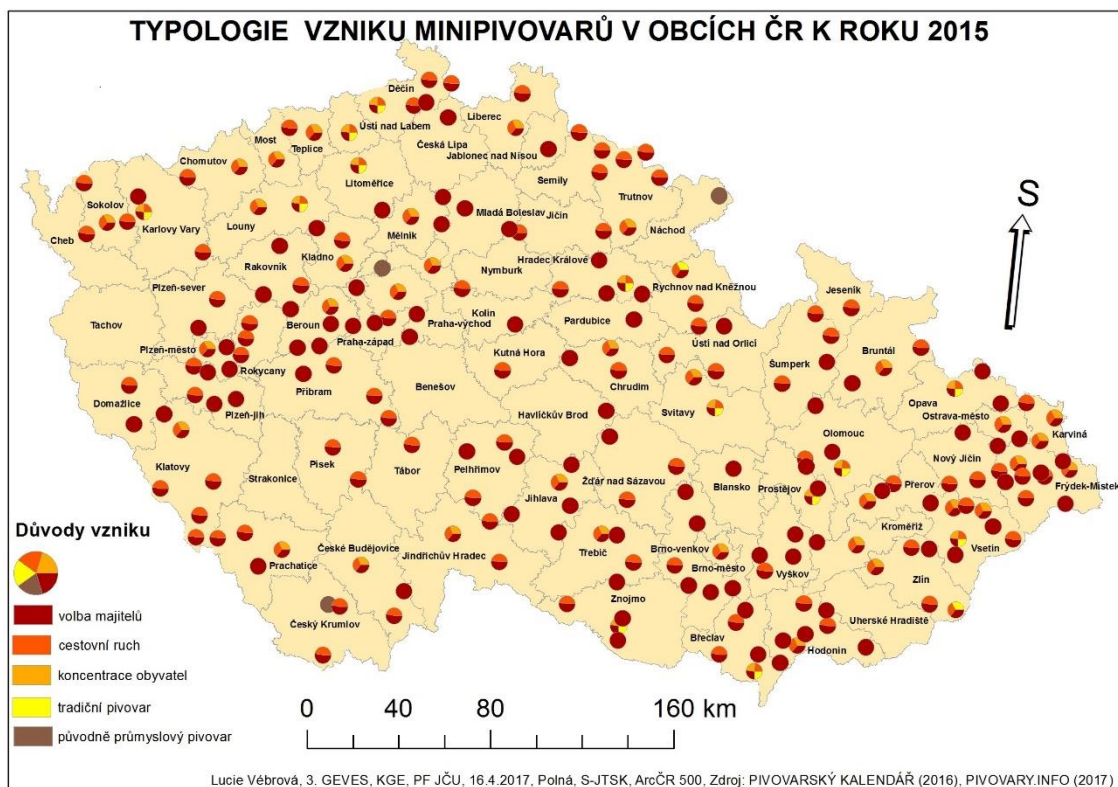 TYPOLOGIE VZNIKU MINIPIVOVARŮ V OBCÍCH ČR K ROKU 2015
Děčín
Liberec
Ústí nad Labem
Most
Teplice
Česká Lípa
Jablonec nad Nisou
Chomutov
Litoměřice
Semily
Trutnov
Sokolov
Karlovy Vary
Louny
Mladá Boleslav
Jičín
Cheb
Mělník
Náchod
Rakovník
Kladno
Nymburk
Hradec Králové
Plzeň-sever
Rychnov nad Kněžnou
Jeseník
Tachov
Beroun
Praha-východ
Kolín
Pardubice
Praha-západ
Ústí nad Orlicí
Plzeň-město
Kutná Hora
Šumperk
Bruntál
Rokycany
Příbram
Benešov
Chrudim
Domažlice
Plzeň-jih
Havlíčkův Brod
Svitavy
Opava
Ostrava-město
Karviná
Klatovy
Strakonice
Písek
Tábor
Pelhřimov
Olomouc
Nový Jičín
Žďár nad Sázavou
Blansko
Prostějov
Přerov
Frýdek-Místek
Jihlava
Kroměříž
Prachatice
České Budějovice
Jindřichův Hradec
Třebíč
Brno-venkov
Brno-město
Vyškov
Vsetín
Zlín
Český Krumlov
Znojmo
Břeclav
Hodonín
Uherské Hradiště
S
Důvody vzniku
volba majitelů
cestovní ruch
koncentrace obyvatel
tradiční pivovar
původně průmyslový pivovar
0 40 80 160 km
Lucie Vébrová, 3. GEVES, KGE, PF JČU, 16.4.2017, Polná, S-JTSK, ArcČR 500, Zdroj: PIVOVARSKÝ KALENDÁŘ (2016), PIVOVARY.INFO (2017)